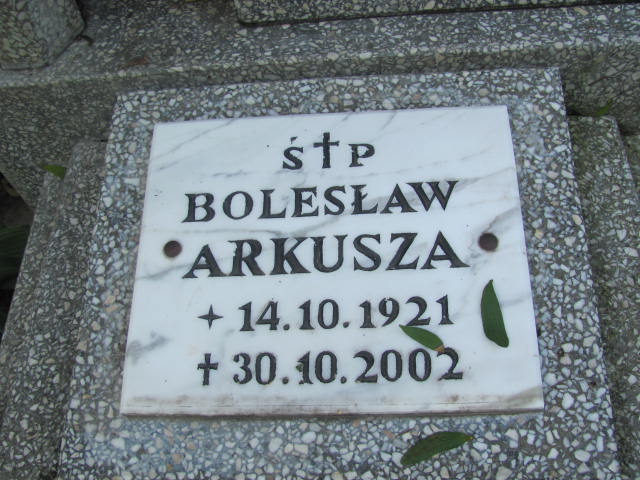 Ś✝P
BOLESŁAW
ARKUSZA
✦ 14.10.1921
✝ 30.10.2002